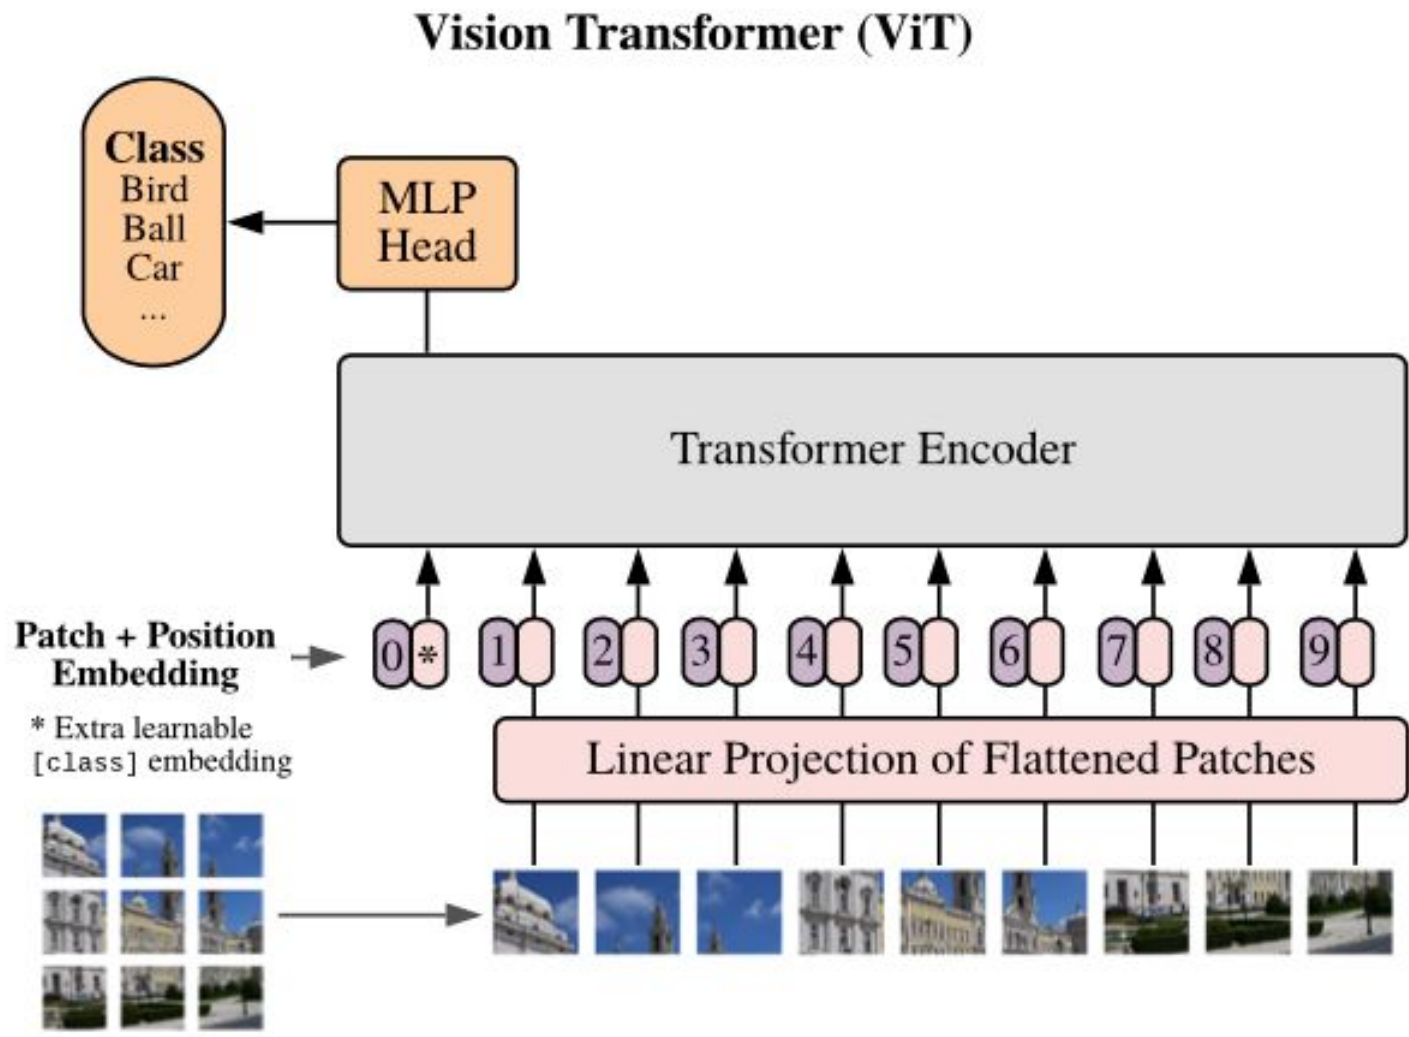 Vision Transformer (ViT)
Class
Bird
Ball
Car
...
MLP
Head
Transformer Encoder
Patch + Position
Embedding
* Extra learnable
[class] embedding
0 * 1 2 3 4 5 6 7 8 9
Linear Projection of Flattened Patches